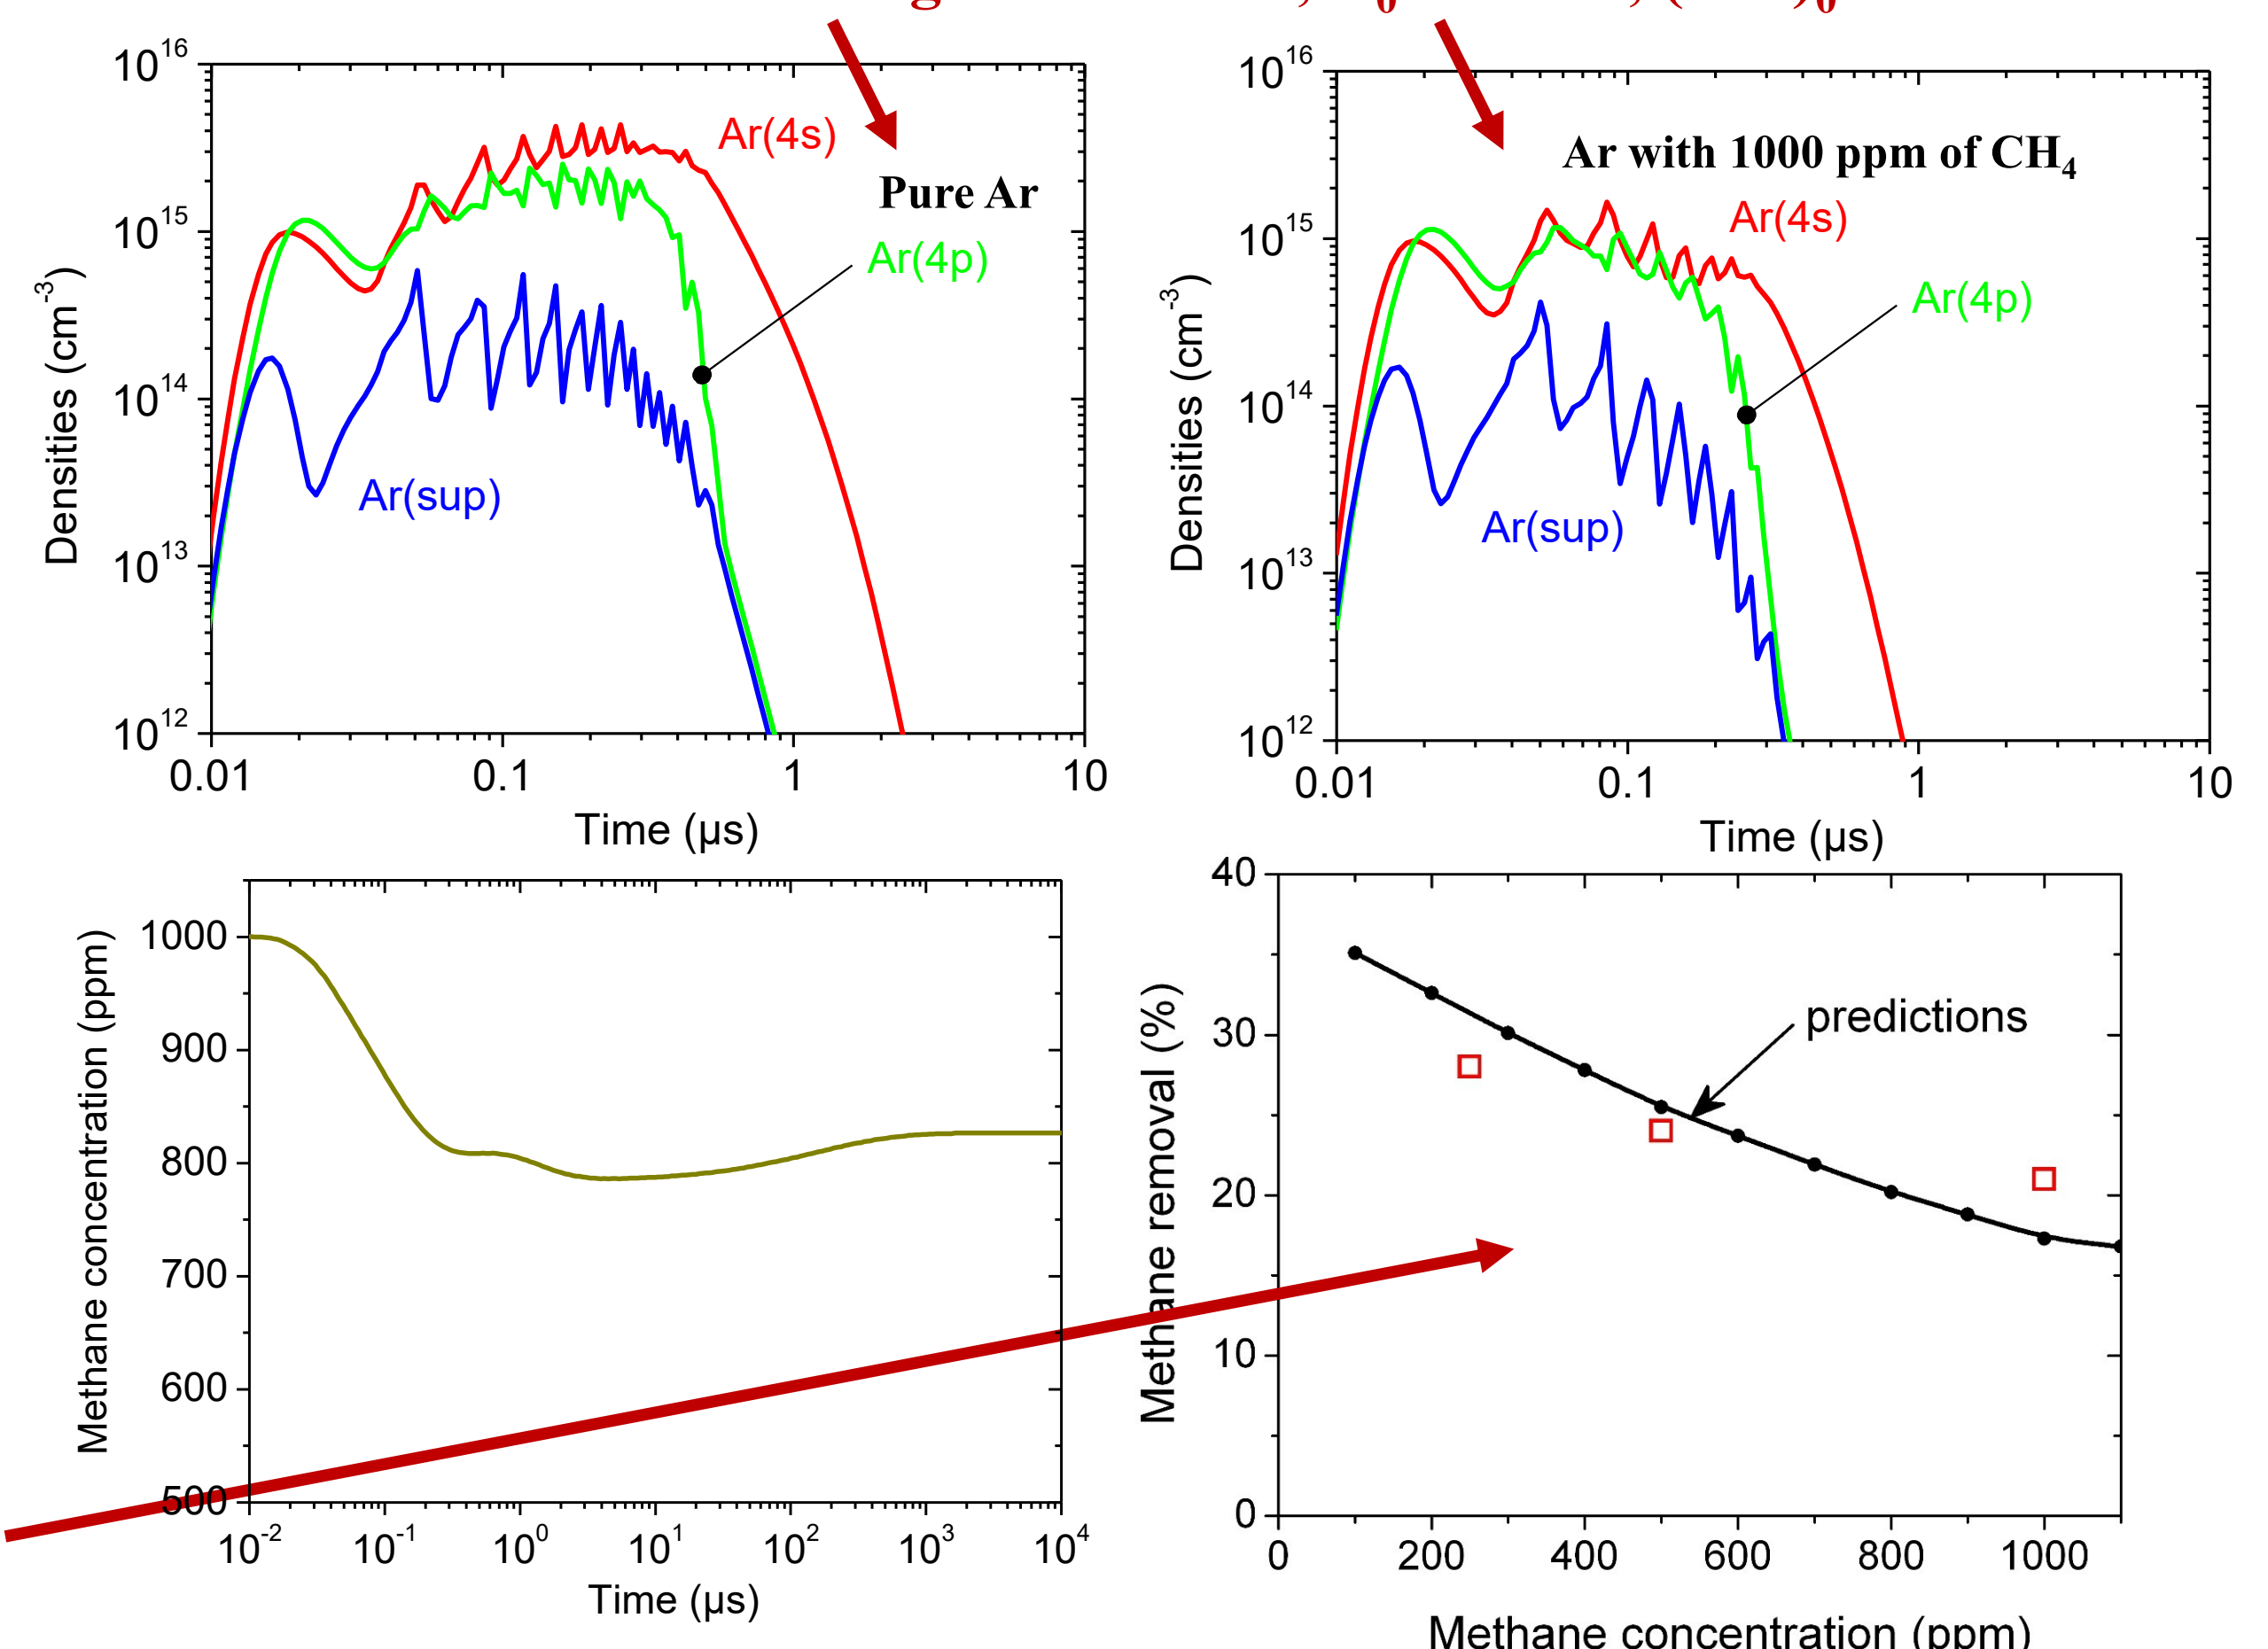 10^16
10^15
10^14
10^13
10^12
Densities (cm^-3)
Ar(4s)
Pure Ar
Ar(4p)
Ar(sup)
0.01 0.1 1 10
Time (µs)
10^16
10^15
10^14
10^13
10^12
Densities (cm^-3)
Ar with 1000 ppm of CH4
Ar(4s)
Ar(4p)
Ar(sup)
0.01 0.1 1 10
Time (µs)
1000
900
800
700
600
500
Methane concentration (ppm)
10^-2 10^-1 10^0 10^1 10^2 10^3 10^4
Time (µs)
40
30
20
10
0
Methane removal (%)
predictions
0 200 400 600 800 1000
Methane concentration (ppm)